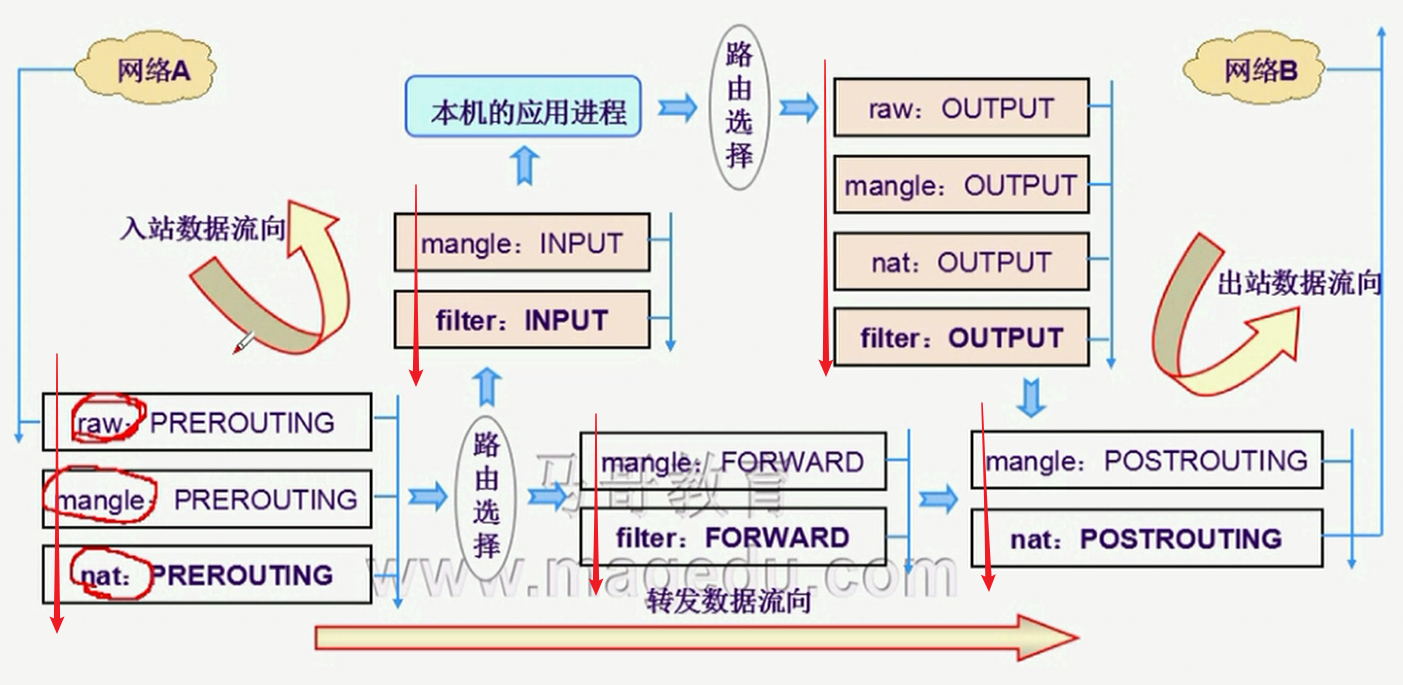 网络A
网络B
本机的应用进程
路由选择
raw：OUTPUT
mangle：OUTPUT
nat：OUTPUT
filter：OUTPUT
入站数据流向
mangle：INPUT
filter：INPUT
出站数据流向
raw：PREROUTING
mangle：PREROUTING
nat：PREROUTING
路由选择
mangle：FORWARD
filter：FORWARD
mangle：POSTROUTING
nat：POSTROUTING
马哥教育
www.magedu.com
转发数据流向